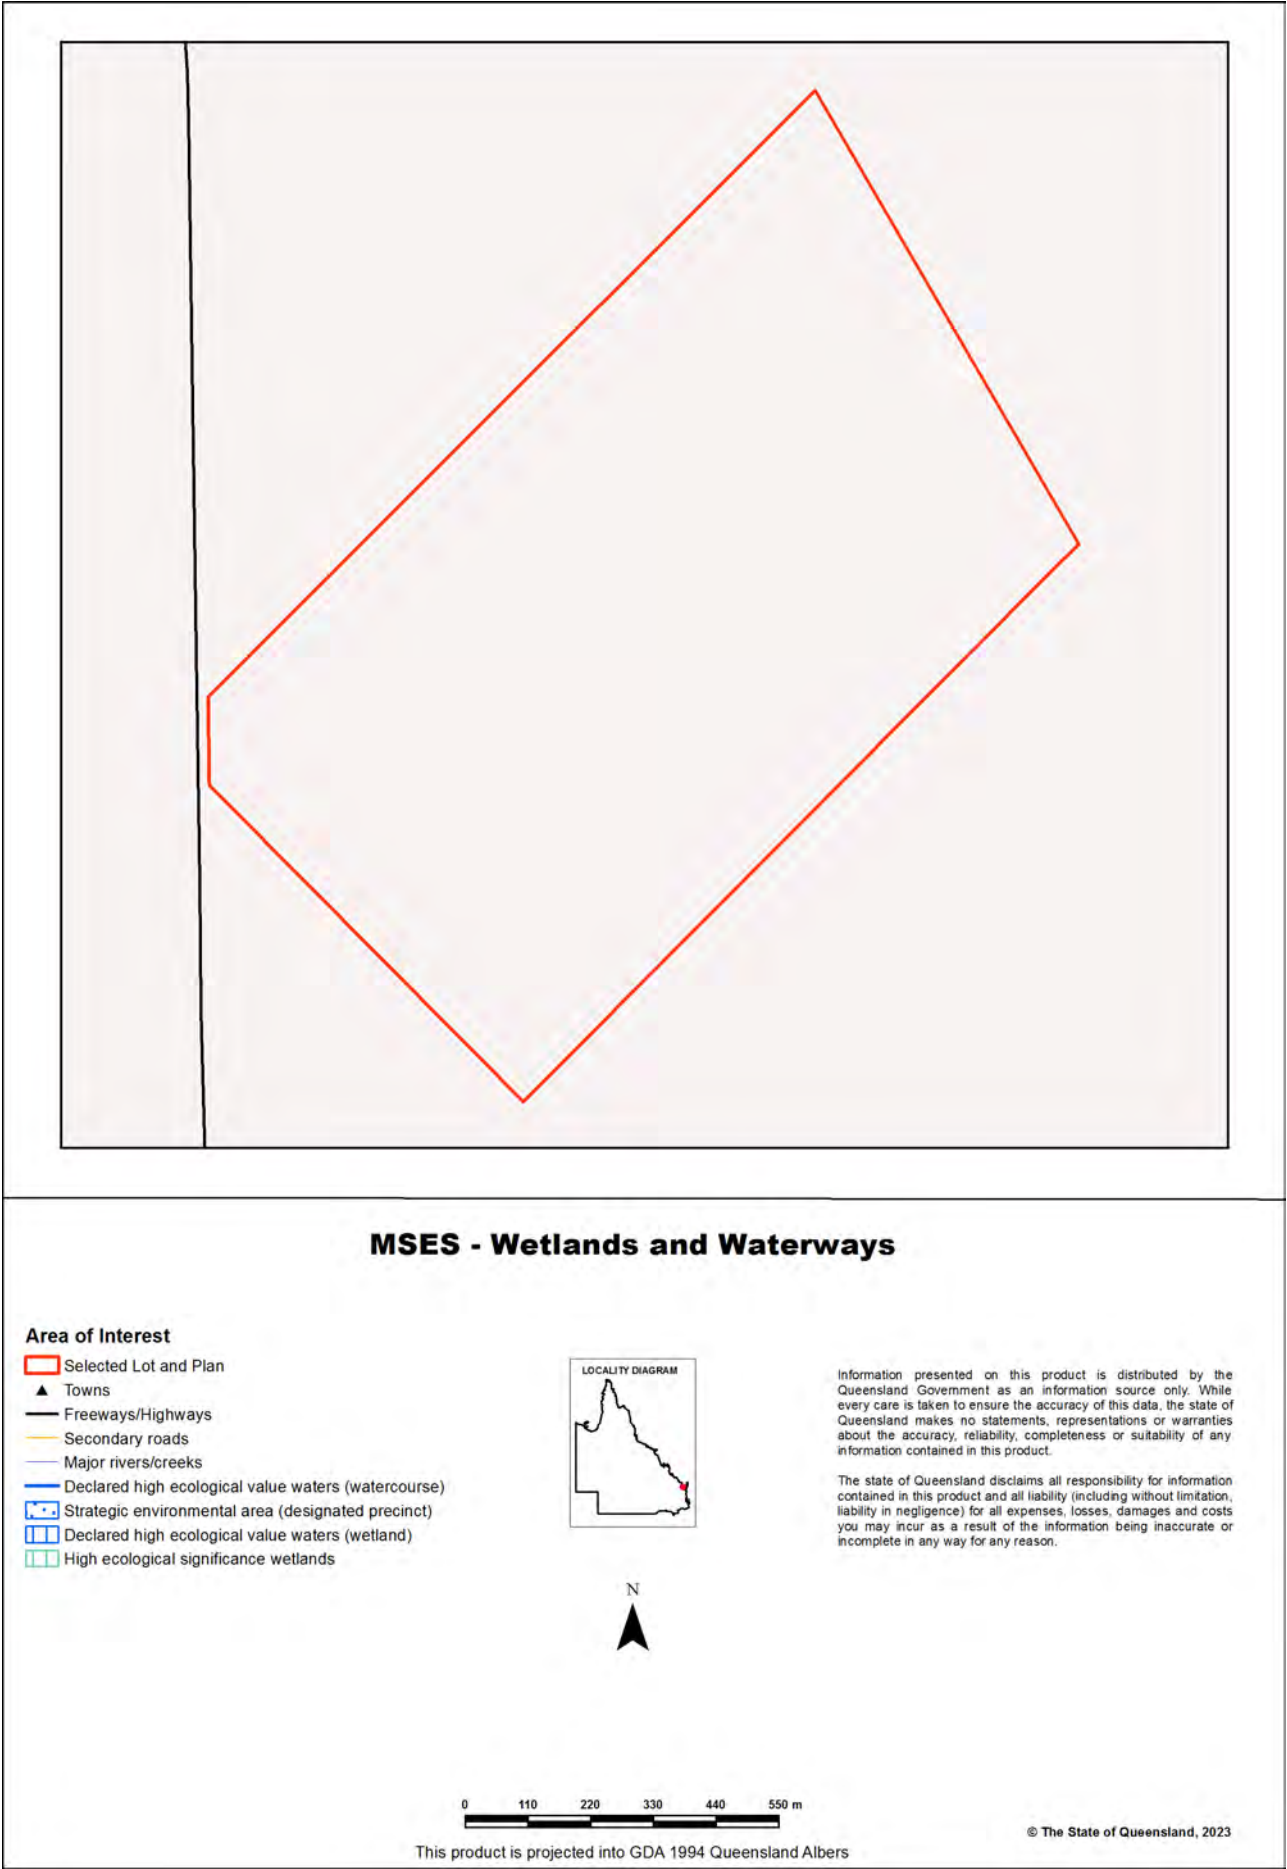 MSES - Wetlands and Waterways
Area of Interest
Selected Lot and Plan
Towns
Freeways/Highways
Secondary roads
Major rivers/creeks
Declared high ecological value waters (watercourse)
Strategic environmental area (designated precinct)
Declared high ecological value waters (wetland)
High ecological significance wetlands
LOCALITY DIAGRAM
N
Information presented on this product is distributed by the
Queensland Government as an information source only. While
every care is taken to ensure the accuracy of this data, the state of
Queensland makes no statements, representations or warranties
about the accuracy, reliability, completeness or suitability of any
information contained in this product.
The state of Queensland disclaims all responsibility for information
contained in this product and all liability (including without limitation,
liability in negligence) for all expenses, losses, damages and costs
you may incur as a result of the information being inaccurate or
incomplete in any way for any reason.
0 110 220 330 440 550 m
This product is projected into GDA 1994 Queensland Albers
© The State of Queensland, 2023